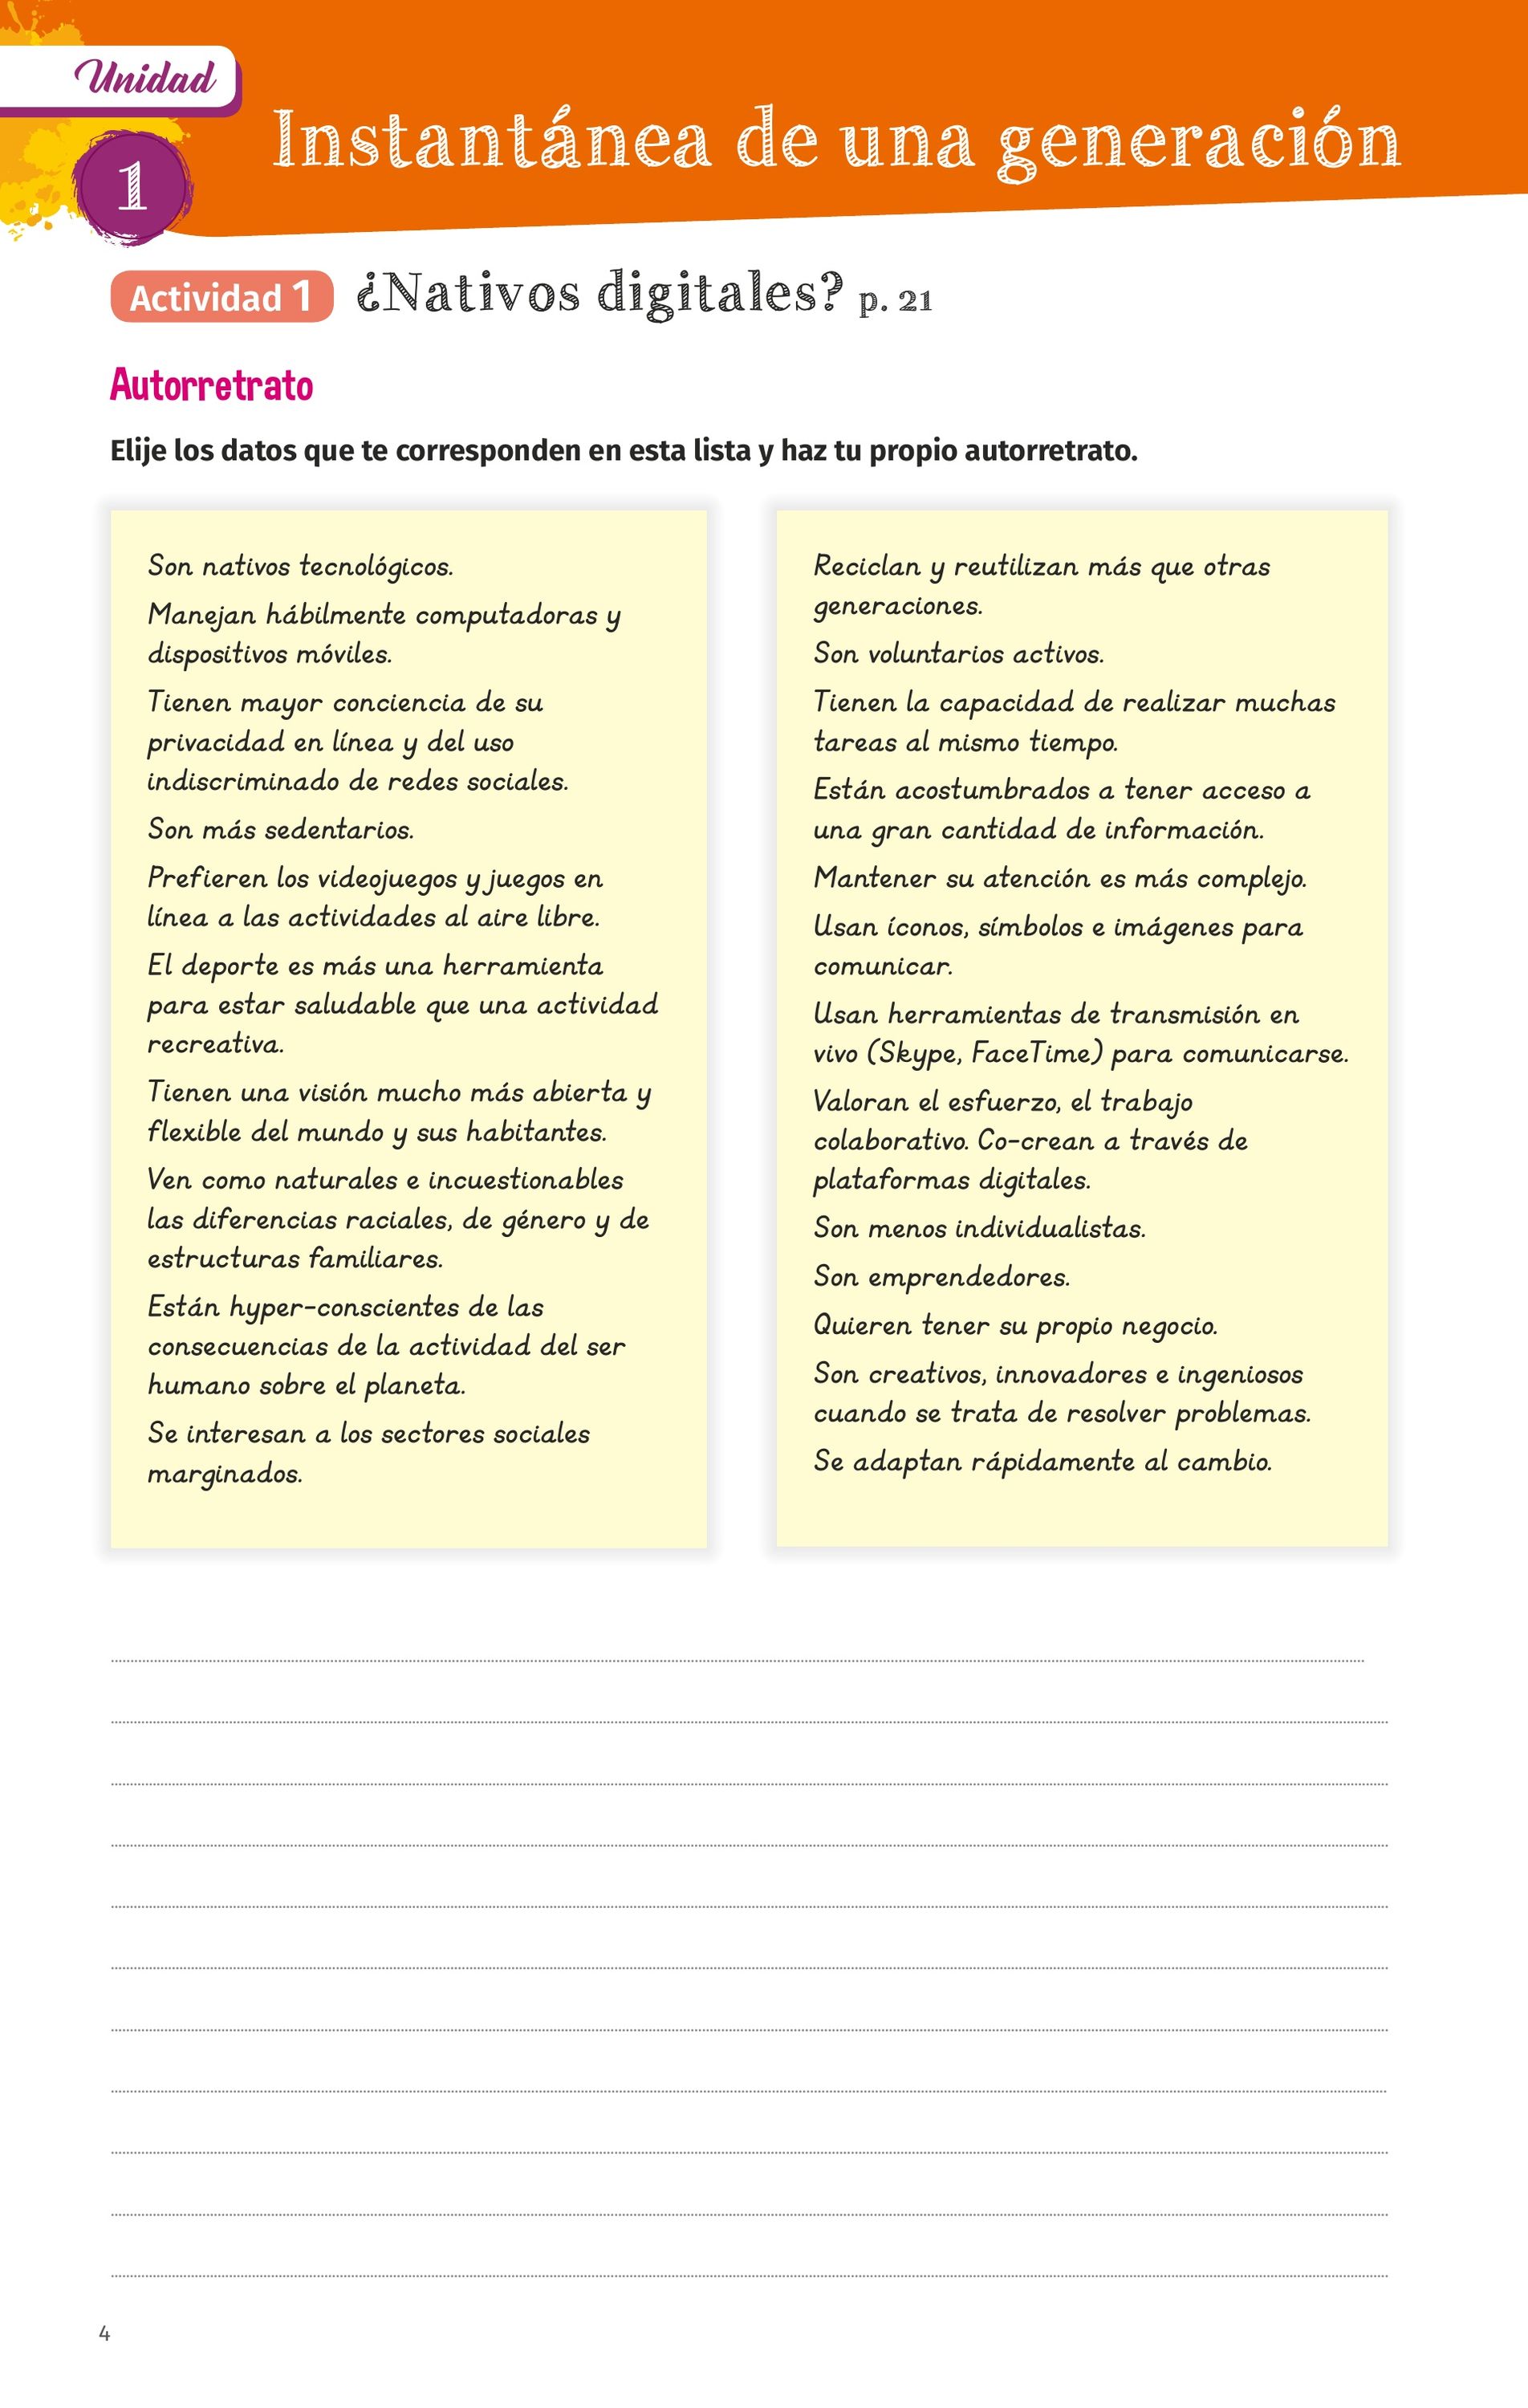 Unidad
1
Instantánea de una generación
Actividad 1 ¿Nativos digitales? p. 21
Autorretrato
Elije los datos que te corresponden en esta lista y haz tu propio autorretrato.
Son nativos tecnológicos.
Manejan hábilmente computadoras y
dispositivos móviles.
Tienen mayor conciencia de su
privacidad en línea y del uso
indiscriminado de redes sociales.
Son más sedentarios.
Prefieren los videojuegos y juegos en
línea a las actividades al aire libre.
El deporte es más una herramienta
para estar saludable que una actividad
recreativa.
Tienen una visión mucho más abierta y
flexible del mundo y sus habitantes.
Ven como naturales e incuestionables
las diferencias raciales, de género y de
estructuras familiares.
Están hyper-conscientes de las
consecuencias de la actividad del ser
humano sobre el planeta.
Se interesan a los sectores sociales
marginados.
Reciclan y reutilizan más que otras
generaciones.
Son voluntarios activos.
Tienen la capacidad de realizar muchas
tareas al mismo tiempo.
Están acostumbrados a tener acceso a
una gran cantidad de información.
Mantener su atención es más complejo.
Usan íconos, símbolos e imágenes para
comunicar.
Usan herramientas de transmisión en
vivo (Skype, FaceTime) para comunicarse.
Valoran el esfuerzo, el trabajo
colaborativo. Co-crean a través de
plataformas digitales.
Son menos individualistas.
Son emprendedores.
Quieren tener su propio negocio.
Son creativos, innovadores e ingeniosos
cuando se trata de resolver problemas.
Se adaptan rápidamente al cambio.
4